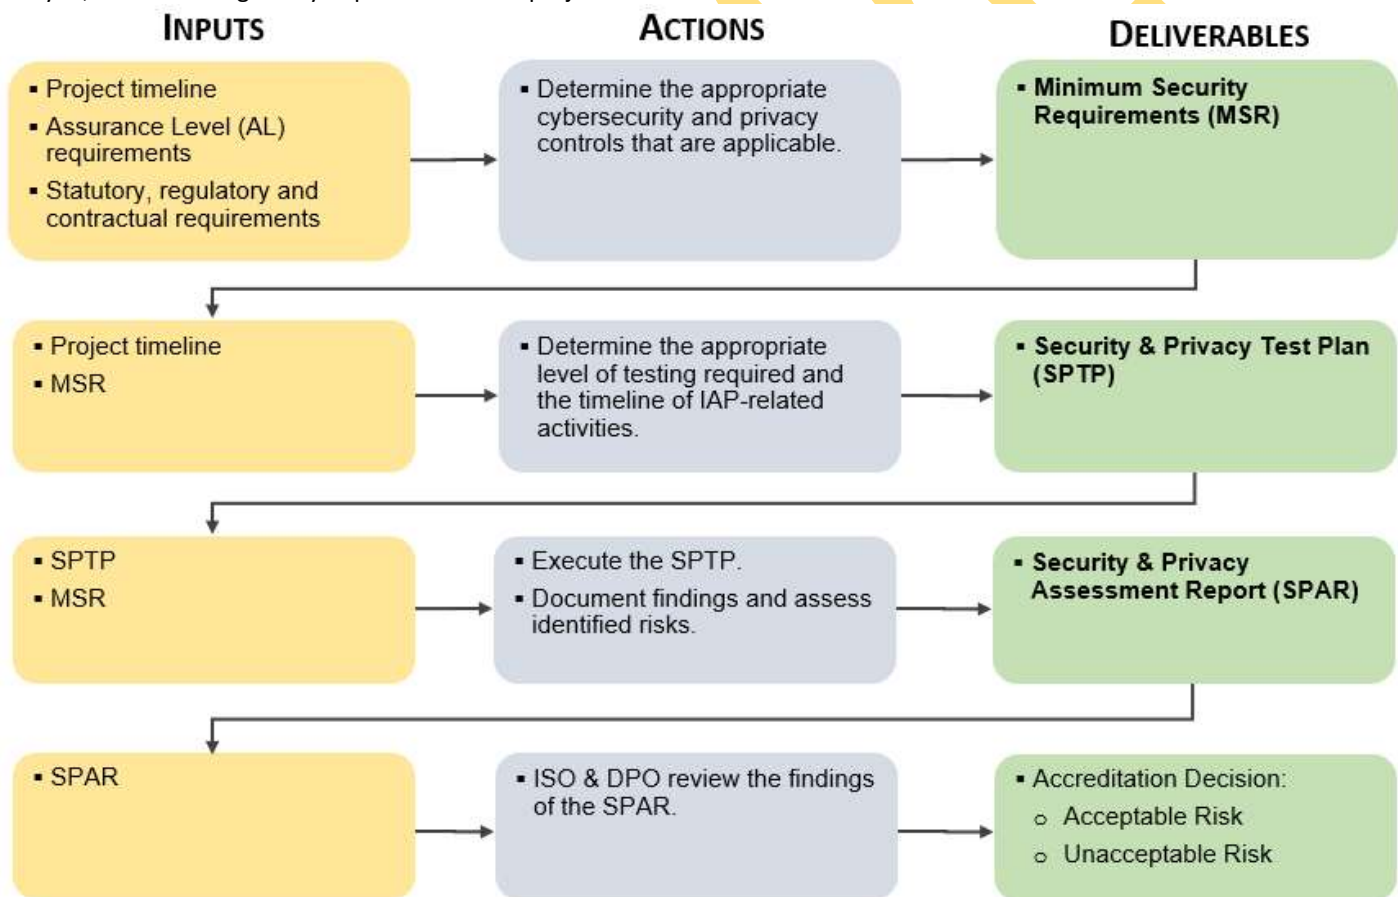 INPUTS
ACTIONS
DELIVERABLES
▪ Project timeline
▪ Assurance Level (AL)
requirements
▪ Statutory, regulatory and
contractual requirements
▪ Determine the appropriate
cybersecurity and privacy
controls that are applicable.
▪ Minimum Security
Requirements (MSR)
▪ Project timeline
▪ MSR
▪ Determine the appropriate
level of testing required and
the timeline of IAP-related
activities.
▪ Security & Privacy Test Plan
(SPTP)
▪ SPTP
▪ MSR
▪ Execute the SPTP.
▪ Document findings and assess
identified risks.
▪ Security & Privacy
Assessment Report (SPAR)
▪ SPAR
▪ ISO & DPO review the findings
of the SPAR.
▪ Accreditation Decision:
o Acceptable Risk
o Unacceptable Risk